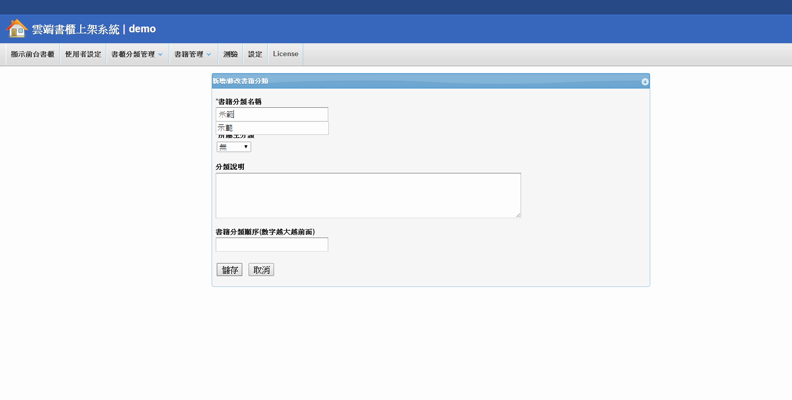 雲端書櫃上架系統 | demo
顯示前台書櫃 使用者設定 書櫃分類管理 書籍管理 測驗 設定 License
新增/修改書籍分類
*書籍分類名稱
示範
示範
所屬主分類
無
分類說明
書籍分類順序(數字越大越前面)
儲存 取消